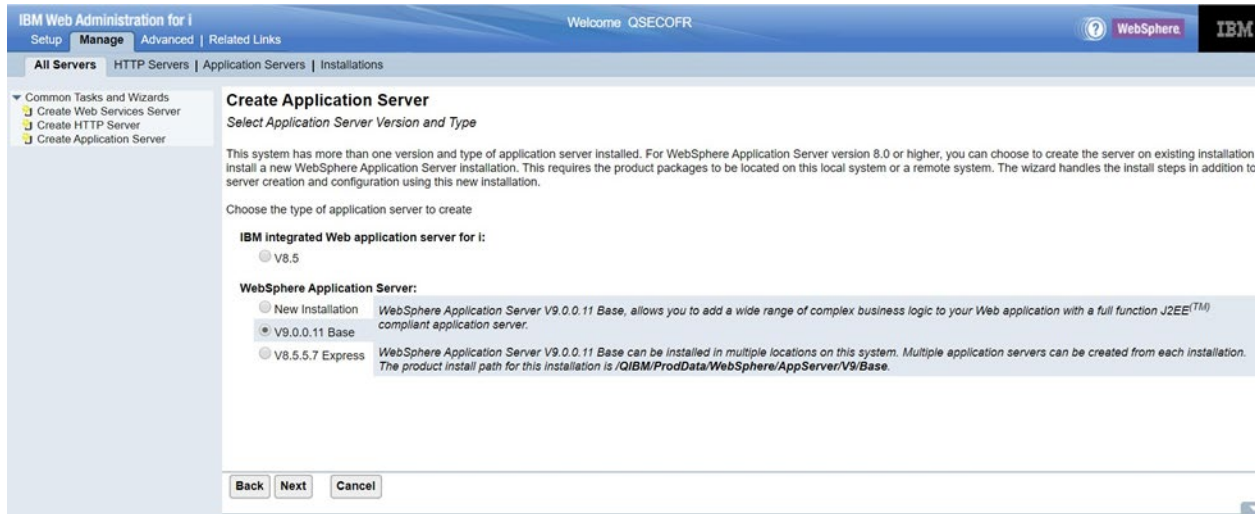 IBM Web Administration for i
Welcome QSECOFR
? WebSphere. IBM
Setup Manage Advanced | Related Links
All Servers HTTP Servers | Application Servers | Installations
Common Tasks and Wizards
Create Web Services Server
Create HTTP Server
Create Application Server
Create Application Server
Select Application Server Version and Type
This system has more than one version and type of application server installed. For WebSphere Application Server version 8.0 or higher, you can choose to create the server on existing installation
install a new WebSphere Application Server installation. This requires the product packages to be located on this local system or a remote system. The wizard handles the install steps in addition to
server creation and configuration using this new installation.
Choose the type of application server to create
IBM integrated Web application server for i:
V8.5
WebSphere Application Server:
New Installation
V9.0.0.11 Base
V8.5.5.7 Express
WebSphere Application Server V9.0.0.11 Base, allows you to add a wide range of complex business logic to your Web application with a full function J2EE(TM)
compliant application server.
WebSphere Application Server V9.0.0.11 Base can be installed in multiple locations on this system. Multiple application servers can be created from each installation.
The product install path for this installation is /QIBM/ProdData/WebSphere/AppServer/V9/Base.
Back Next Cancel